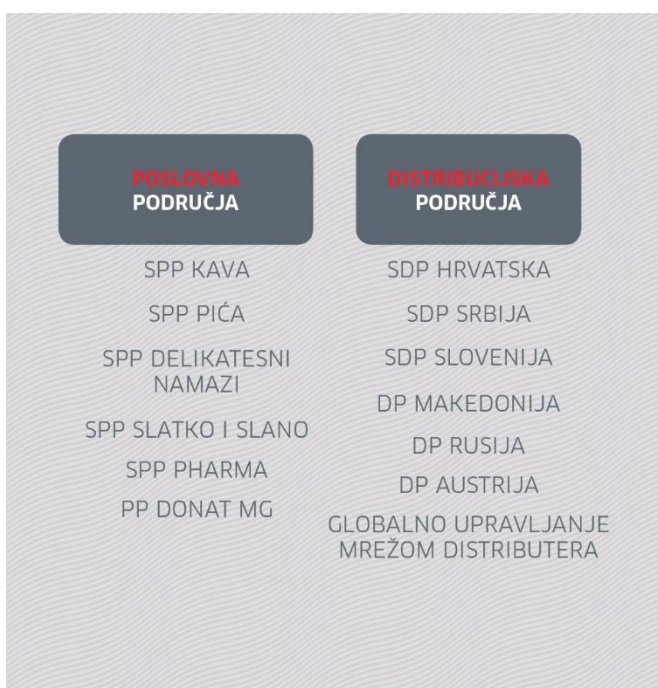 POSLOVNA
PODRUČJA
SPP KAVA
SPP PIĆA
SPP DELIKATESNI
NAMAZI
SPP SLATKO I SLANO
SPP PHARMA
PP DONAT MG
DISTRIBUCIJSKA
PODRUČJA
SDP HRVATSKA
SDP SRBIJA
SDP SLOVENIJA
DP MAKEDONIJA
DP RUSIJA
DP AUSTRIJA
GLOBALNO UPRAVLJANJE
MREŽOM DISTRIBUTERA